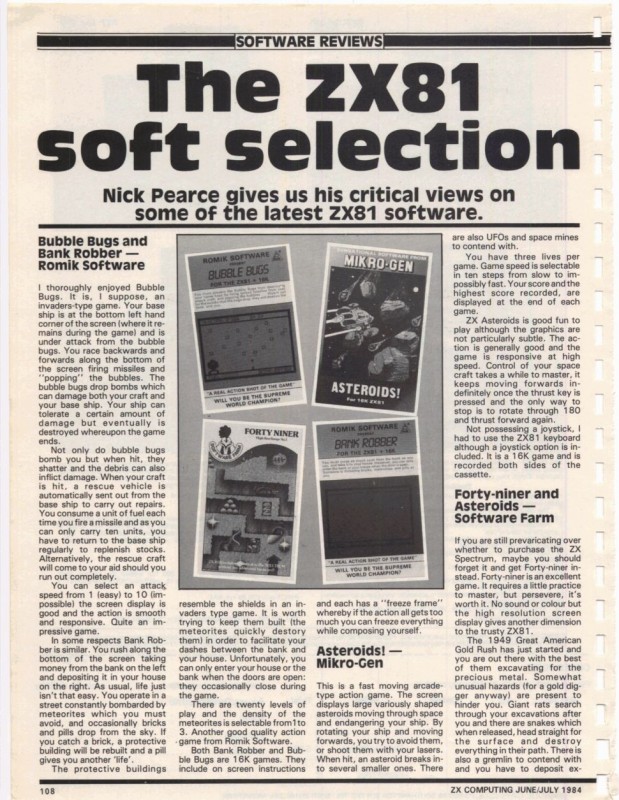 SOFTWARE REVIEWS
The ZX81
soft selection
Nick Pearce gives us his critical views on
some of the latest ZX81 software.
Bubble Bugs and
Bank Robber —
Romik Software
I thoroughly enjoyed Bubble
Bugs. It is, I suppose, an
invaders-type game. Your base
ship is at the bottom left hand
corner of the screen (where it re-
mains during the game) and is
under attack from the bubble
bugs. You race backwards and
forwards along the bottom of
the screen firing missiles and
"popping" the bubbles. The
bubble bugs drop bombs which
can damage both your craft and
your base ship. Your ship can
tolerate a certain amount of
damage but eventually is
destroyed whereupon the game
ends.
Not only do bubble bugs
bomb you but when hit, they
shatter and the debris can also
inflict damage. When your craft
is hit, a rescue vehicle is
automatically sent out from the
base ship to carry out repairs.
You consume a unit of fuel each
time you fire a missile and as you
can only carry ten units, you
have to return to the base ship
regularly to replenish stocks.
Alternatively, the rescue craft
will come to your aid should you
run out completely.
You can select an attack
speed from 1 (easy) to 10 (im-
possible) the screen display is
good and the action is smooth
and responsive. Quite an im-
pressive game.
In some respects Bank Rob-
ber is similar. You rush along the
bottom of the screen taking
money from the bank on the left
and depositing it in your house
on the right. As usual, life just
isn't easy. You operate in a
street constantly bombarded by
meteorites which you must
avoid, and occasionally bricks
and pills drop from the sky. If
you catch a brick, a protective
building will be rebuilt and a pill
gives you another 'life'.
The protective buildings
ROMIK SOFTWARE
BUBBLE BUGS
FOR THE ZX81 + 16K
"A REAL ACTION SHOT OF THE GAME"
WILL YOU BE THE SUPREME
WORLD CHAMPION?
MIKRO-GEN
ASTEROIDS!
For 16K ZX81
FORTY NINER
ROMIK SOFTWARE
BANK ROBBER
FOR THE ZX81 + 16K
"A REAL ACTION SHOT OF THE GAME"
WILL YOU BE THE SUPREME
WORLD CHAMPION?
resemble the shields in an in-
vaders type game. It is worth
trying to keep them built (the
meteorites quickly destory
them) in order to facilitate your
dashes between the bank and
your house. Unfortunately, you
can only enter your house or the
bank when the doors are open:
they occasionally close during
the game.
There are twenty levels of
play and the density of the
meteorites is selectable from 1 to
3. Another good quality action
game from Romik Software.
Both Bank Robber and Bub-
ble Bugs are 16K games. They
include on screen instructions
and each has a "freeze frame"
whereby if the action all gets too
much you can freeze everything
while composing yourself.
Asteroids! —
Mikro-Gen
This is a fast moving arcade-
type action game. The screen
displays large variously shaped
asteroids moving through space
and endangering your ship. By
rotating your ship and moving
forwards, you try to avoid them,
or shoot them with your lasers.
When hit, an asteroid breaks in-
to several smaller ones. There
are also UFOs and space mines
to contend with.
You have three lives per
game. Game speed is selectable
in ten steps from slow to im-
possibly fast. Your score and the
highest score recorded, are
displayed at the end of each
game.
ZX Asteroids is good fun to
play although the graphics are
not particularly subtle. The ac-
tion is generally good and the
game is responsive at high
speed. Control of your space
craft takes a while to master, it
keeps moving forwards in-
definitely once the thrust key is
pressed and the only way to
stop is to rotate through 180
and thrust forward again.
Not possessing a joystick, I
had to use the ZX81 keyboard
although a joystick option is in-
cluded. It is a 16K game and is
recorded both sides of the
cassette.
Forty-niner and
Asteroids —
Software Farm
If you are still prevaricating over
whether to purchase the ZX
Spectrum, maybe you should
forget it and get Forty-niner in-
stead. Forty-niner is an excellent
game. It requires a little practice
to master, but persevere, it's
worth it. No sound or colour but
the high resolution screen
display gives another dimension
to the trusty ZX81.
The 1949 Great American
Gold Rush has just started and
you are out there with the best
of them excavating for the
precious metal. Somewhat
unusual hazards (for a gold dig-
ger anyway) are present to
hinder you. Giant rats search
through your excavations after
you and there are snakes which
when released, head straight for
the surface and destroy
everything in their path. There is
also a gremlin to contend with
and you have to deposit ex-
108
ZX COMPUTING JUNE/JULY 1984